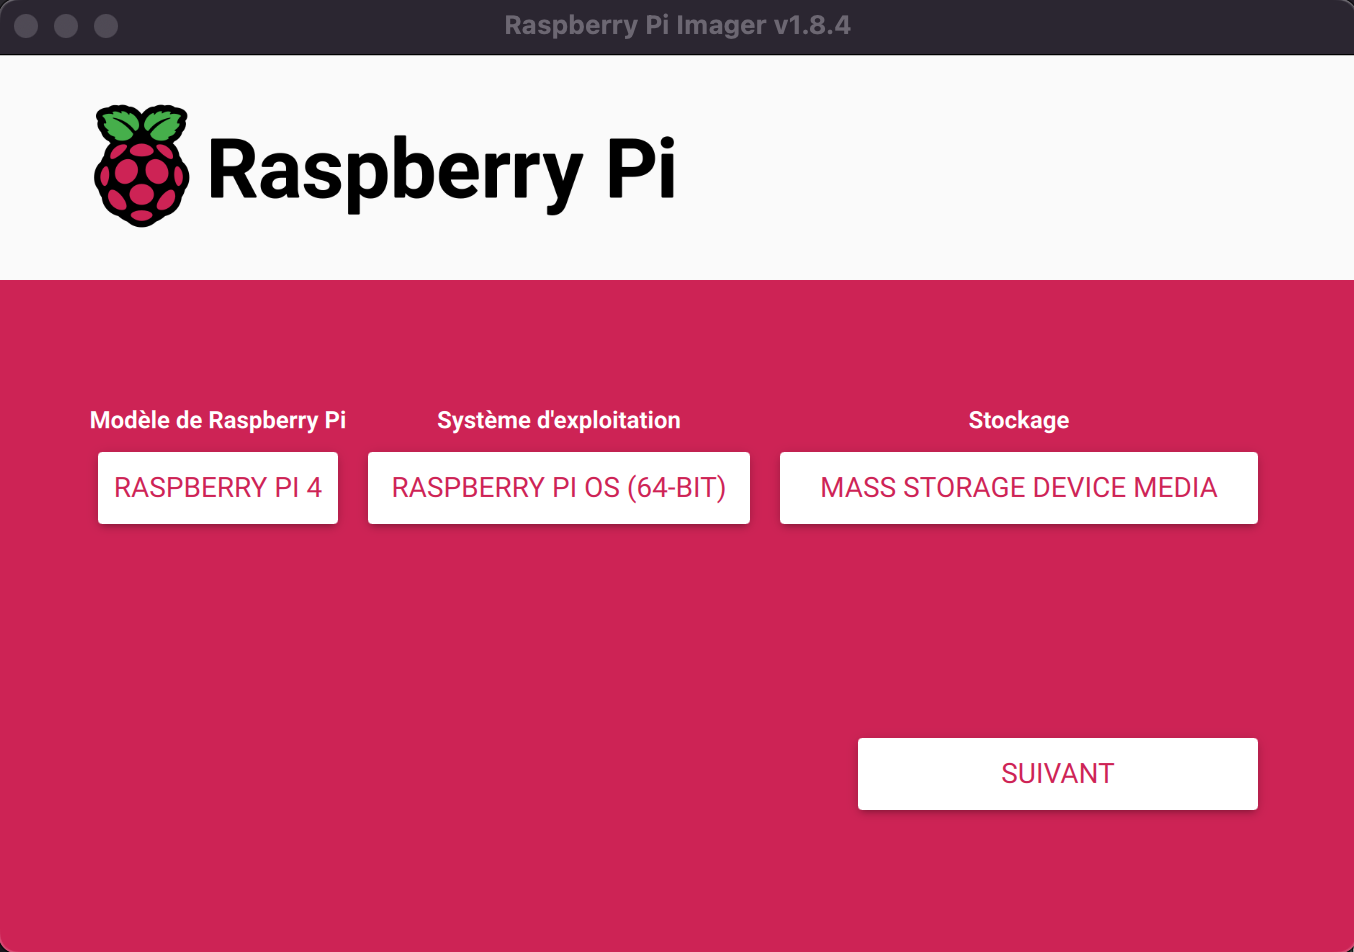 Raspberry Pi Imager v1.8.4
Raspberry Pi
Modèle de Raspberry Pi
Système d'exploitation
Stockage
RASPBERRY PI 4
RASPBERRY PI OS (64-BIT)
MASS STORAGE DEVICE MEDIA
SUIVANT